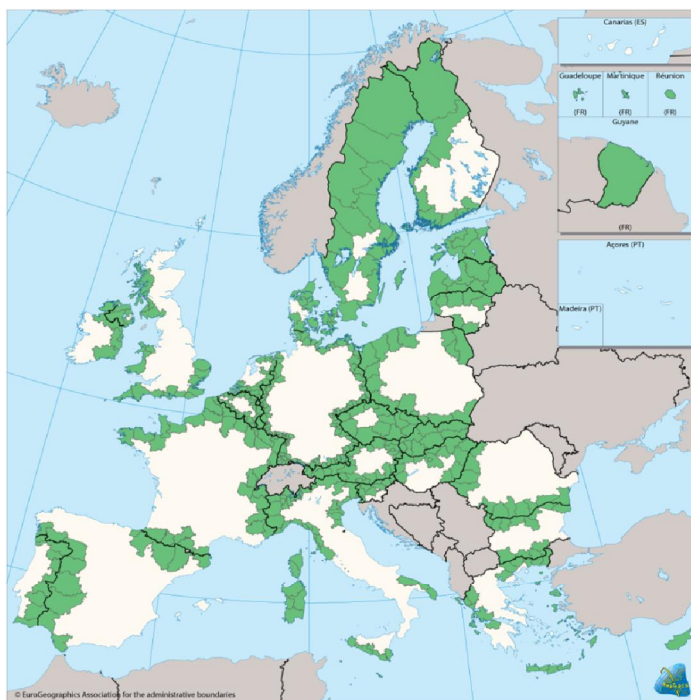 Canarias (ES)
Guadeloupe Martinique Réunion
(FR) (FR) (FR)
Guyane
(FR)
Açores (PT)
Madeira (PT)
© EuroGeographics Association for the administrative boundaries